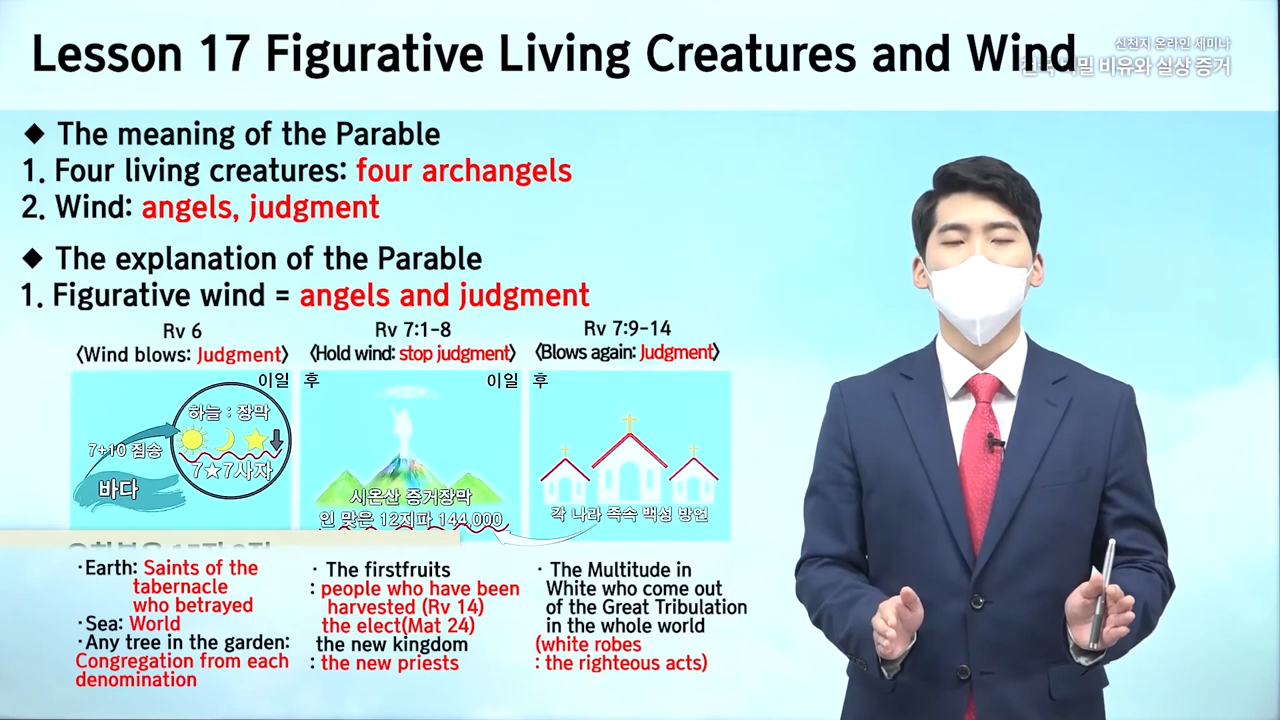 Lesson 17 Figurative Living Creatures and Wind
신천지 온라인 세미나
비유와 실상 증거
◆ The meaning of the Parable
1. Four living creatures: four archangels
2. Wind: angels, judgment
◆ The explanation of the Parable
1. Figurative wind = angels and judgment
Rv 6
〈Wind blows: Judgment〉
이일
하늘 : 장막
7+10 짐승
7★7사자
바다
·Earth: Saints of the
tabernacle
who betrayed
·Sea: World
·Any tree in the garden:
Congregation from each
denomination
Rv 7:1-8
〈Hold wind: stop judgment〉
후
이일
시온산 증거장막
인 맞은 12지파 144,000
· The firstfruits
: people who have been
harvested (Rv 14)
the elect(Mat 24)
the new kingdom
: the new priests
Rv 7:9-14
〈Blows again: Judgment〉
후
각 나라 족속 백성 방언
· The Multitude in
White who come out
of the Great Tribulation
in the whole world
(white robes
: the righteous acts)